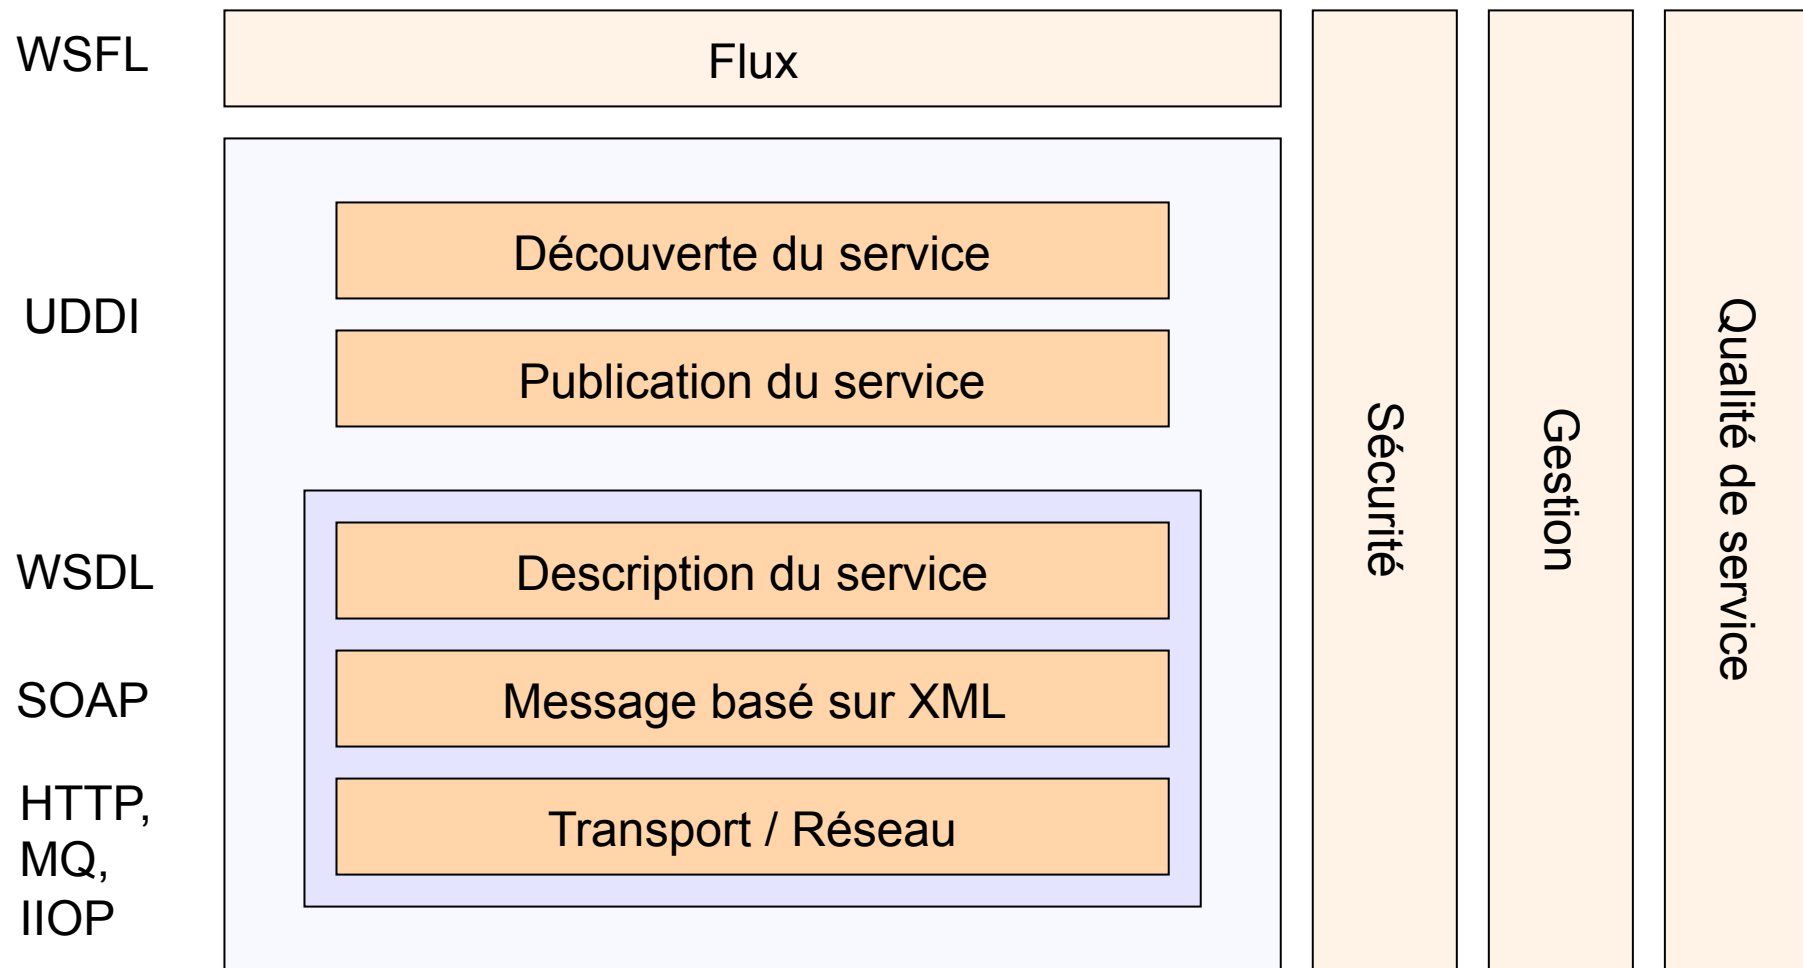 WSFL
Flux
UDDI
Découverte du service
Publication du service
WSDL
Description du service
SOAP
Message basé sur XML
HTTP,
MQ,
IIOP
Transport / Réseau
Sécurité
Gestion
Qualité de service